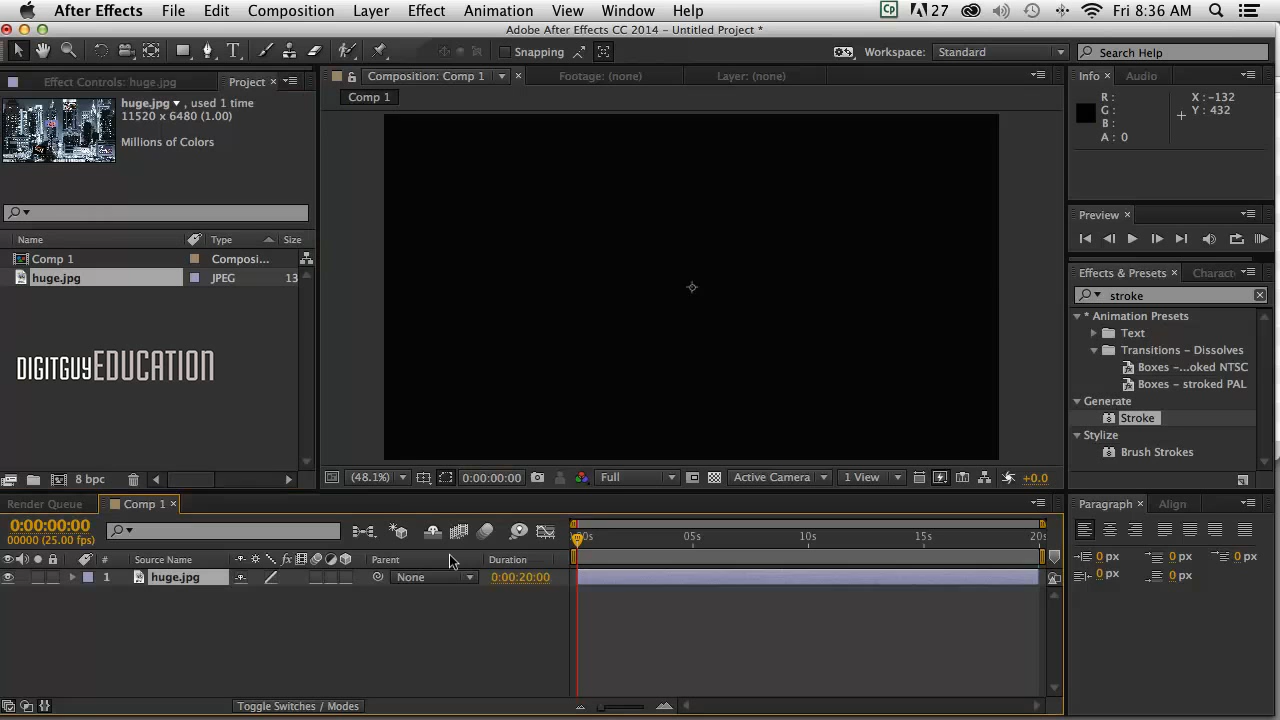 After Effects File Edit Composition Layer Effect Animation View Window Help 27 Fri 8:36 AM
Adobe After Effects CC 2014 - Untitled Project *
Snapping Workspace: Standard Search Help
Effect Controls: huge.jpg Project Composition: Comp 1 Footage: (none) Layer: (none) Info Audio
huge.jpg , used 1 time
11520 x 6480 (1.00)
Millions of Colors
Comp 1
R: X: -132
G: Y: 432
B:
A: 0
Preview
Name Type Size
Comp 1 Composi...
huge.jpg JPEG 13
DIGITGUYEDUCATION
Effects & Presets Charact
stroke
* Animation Presets
Text
Transitions - Dissolves
Boxes -...oked NTSC
Boxes - stroked PAL
Generate
Stroke
Stylize
Brush Strokes
8 bpc (48.1%) 0:00:00:00 Full Active Camera 1 View +0.0
Render Queue Comp 1 Paragraph Align
0:00:00:00
00000 (25.00 fps)
05s 10s 15s 20s
# Source Name fx Parent Duration
1 huge.jpg None 0:00:20:00
0 px 0 px 0 px
0 px 0 px
Toggle Switches / Modes